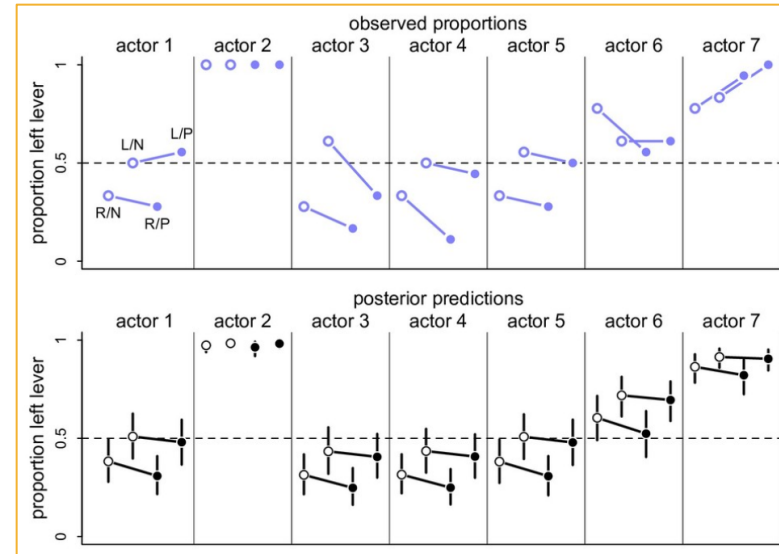 observed proportions
actor 1 actor 2 actor 3 actor 4 actor 5 actor 6 actor 7
proportion left lever
1
0.5
0
L/N
L/P
R/N
R/P
posterior predictions
actor 1 actor 2 actor 3 actor 4 actor 5 actor 6 actor 7
proportion left lever
1
0.5
0